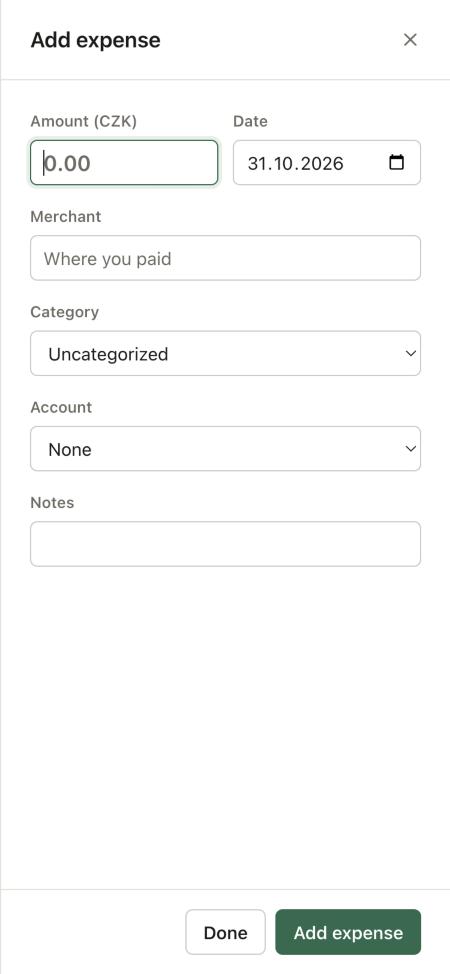 Add expense
Amount (CZK) Date
0.00 31.10.2026
Merchant
Where you paid
Category
Uncategorized
Account
None
Notes
Done Add expense